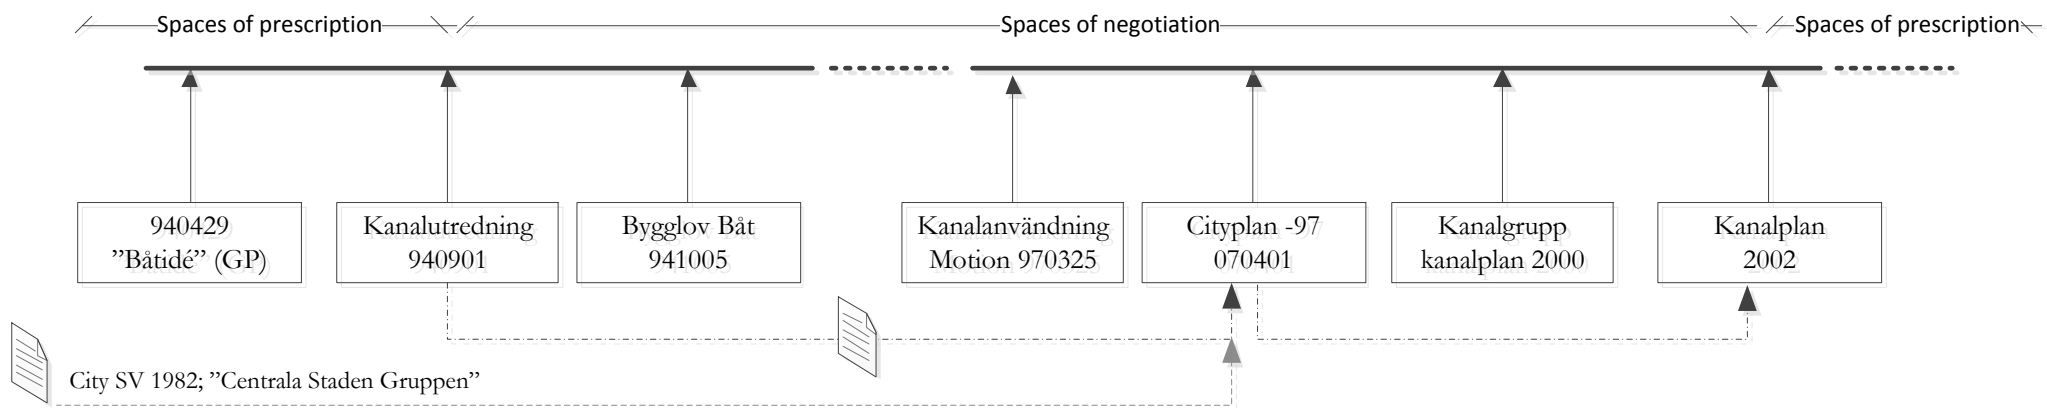 Spaces of prescription
Spaces of negotiation
Spaces of prescription
940429
”Båtidé” (GP)
Kanalutredning
940901
Bygglov Båt
941005
Kanalanvändning
Motion 970325
Cityplan -97
070401
Kanalgrupp
kanalplan 2000
Kanalplan
2002
City SV 1982; ”Centrala Staden Gruppen”